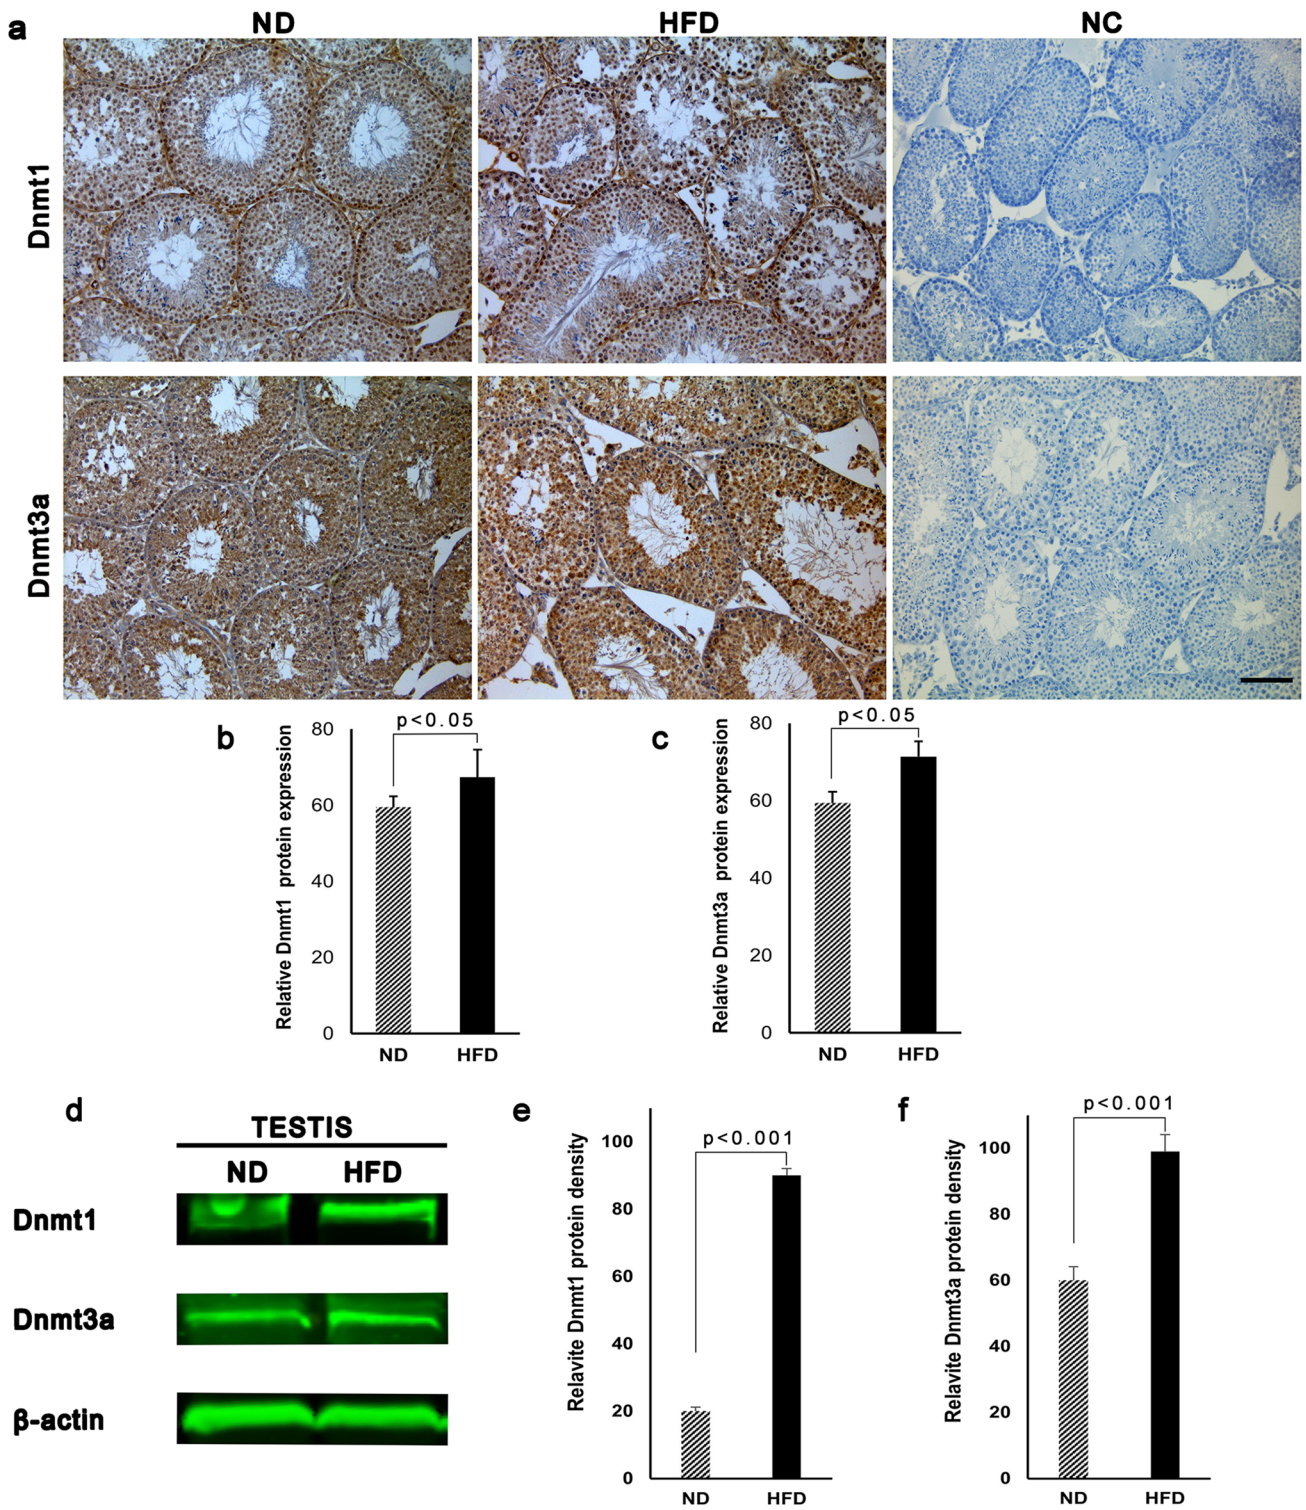 a
ND
HFD
NC
Dnmt1
Dnmt3a
b
Relative Dnmt1 protein expression
80
60
40
20
0
p<0.05
ND
HFD
c
Relative Dnmt3a protein expression
80
60
40
20
0
p<0.05
ND
HFD
d
TESTIS
ND
HFD
Dnmt1
Dnmt3a
β-actin
e
Relavite Dnmt1 protein density
100
80
60
40
20
0
p<0.001
ND
HFD
f
Relavite Dnmt3a protein density
100
80
60
40
20
0
p<0.001
ND
HFD